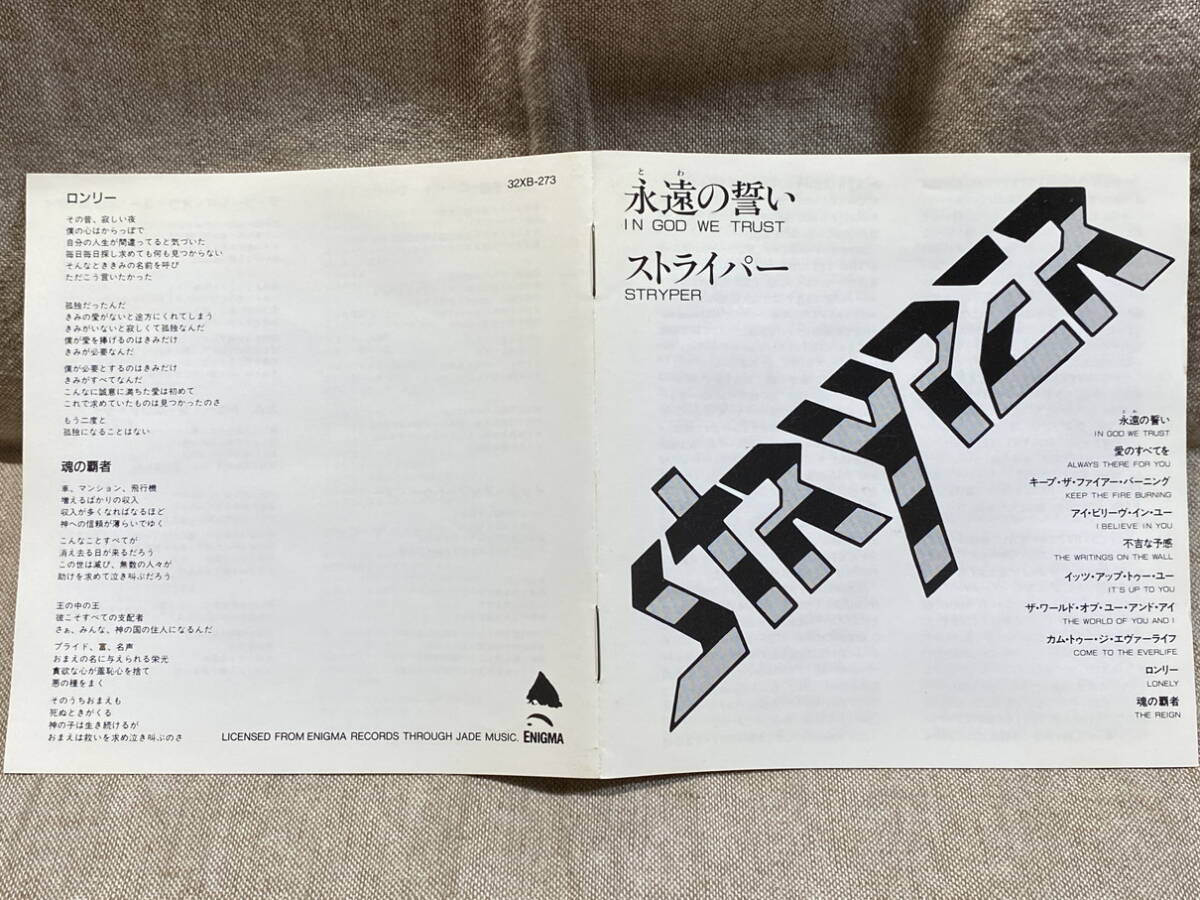 ロンリー
32XB-273
その昔、寂しい夜
僕の心はからっぽで
自分の人生が間違ってると気づいた
毎日毎日探し求めても何も見つからない
そんなとききみの名前を呼び
ただこう言いたかった
孤独だったんだ
きみの愛がないと途方にくれてしまう
きみがいないと寂しくて孤独なんだ
僕が愛を捧げるのはきみだけ
きみが必要なんだ
僕が必要とするのはきみだけ
きみがすべてなんだ
こんなに誠意に満ちた愛は初めて
これで求めていたものは見つかったのさ
もう二度と
孤独になることはない
魂の覇者
車、マンション、飛行機
増えるばかりの収入
収入が多くなればなるほど
神への信頼が薄らいでゆく
こんなことすべてが
消え去る日が来るだろう
この世は滅び、無数の人々が
助けを求めて泣き叫ぶだろう
王の中の王
彼こそすべての支配者
さぁ、みんな、神の国の住人になるんだ
プライド、富、名声
おまえの名に与えられる栄光
貪欲な心が羞恥心を捨て
悪の種をまく
そのうちおまえも
死ぬときがくる
神の子は生き続けるが
おまえは救いを求め泣き叫ぶのさ
LICENSED FROM ENIGMA RECORDS THROUGH JADE MUSIC.
ENIGMA
とわ
永遠の誓い
IN GOD WE TRUST
ストライパー
STRYPER
STRYPER
とわ
永遠の誓い
IN GOD WE TRUST
愛のすべてを
ALWAYS THERE FOR YOU
キープ・ザ・ファイアー・バーニング
KEEP THE FIRE BURNING
アイ・ビリーヴ・イン・ユー
I BELIEVE IN YOU
不吉な予感
THE WRITINGS ON THE WALL
イッツ・アップ・トゥー・ユー
IT'S UP TO YOU
ザ・ワールド・オブ・ユー・アンド・アイ
THE WORLD OF YOU AND I
カム・トゥー・ジ・エヴァーライフ
COME TO THE EVERLIFE
ロンリー
LONELY
魂の覇者
THE REIGN